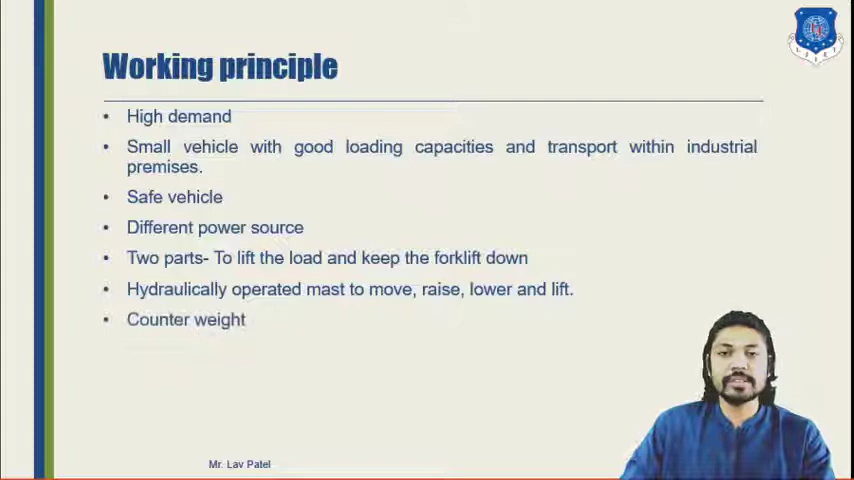 Working principle
• High demand
• Small vehicle with good loading capacities and transport within industrial
premises.
• Safe vehicle
• Different power source
• Two parts- To lift the load and keep the forklift down
• Hydraulically operated mast to move, raise, lower and lift.
• Counter weight
Mr. Lav Patel